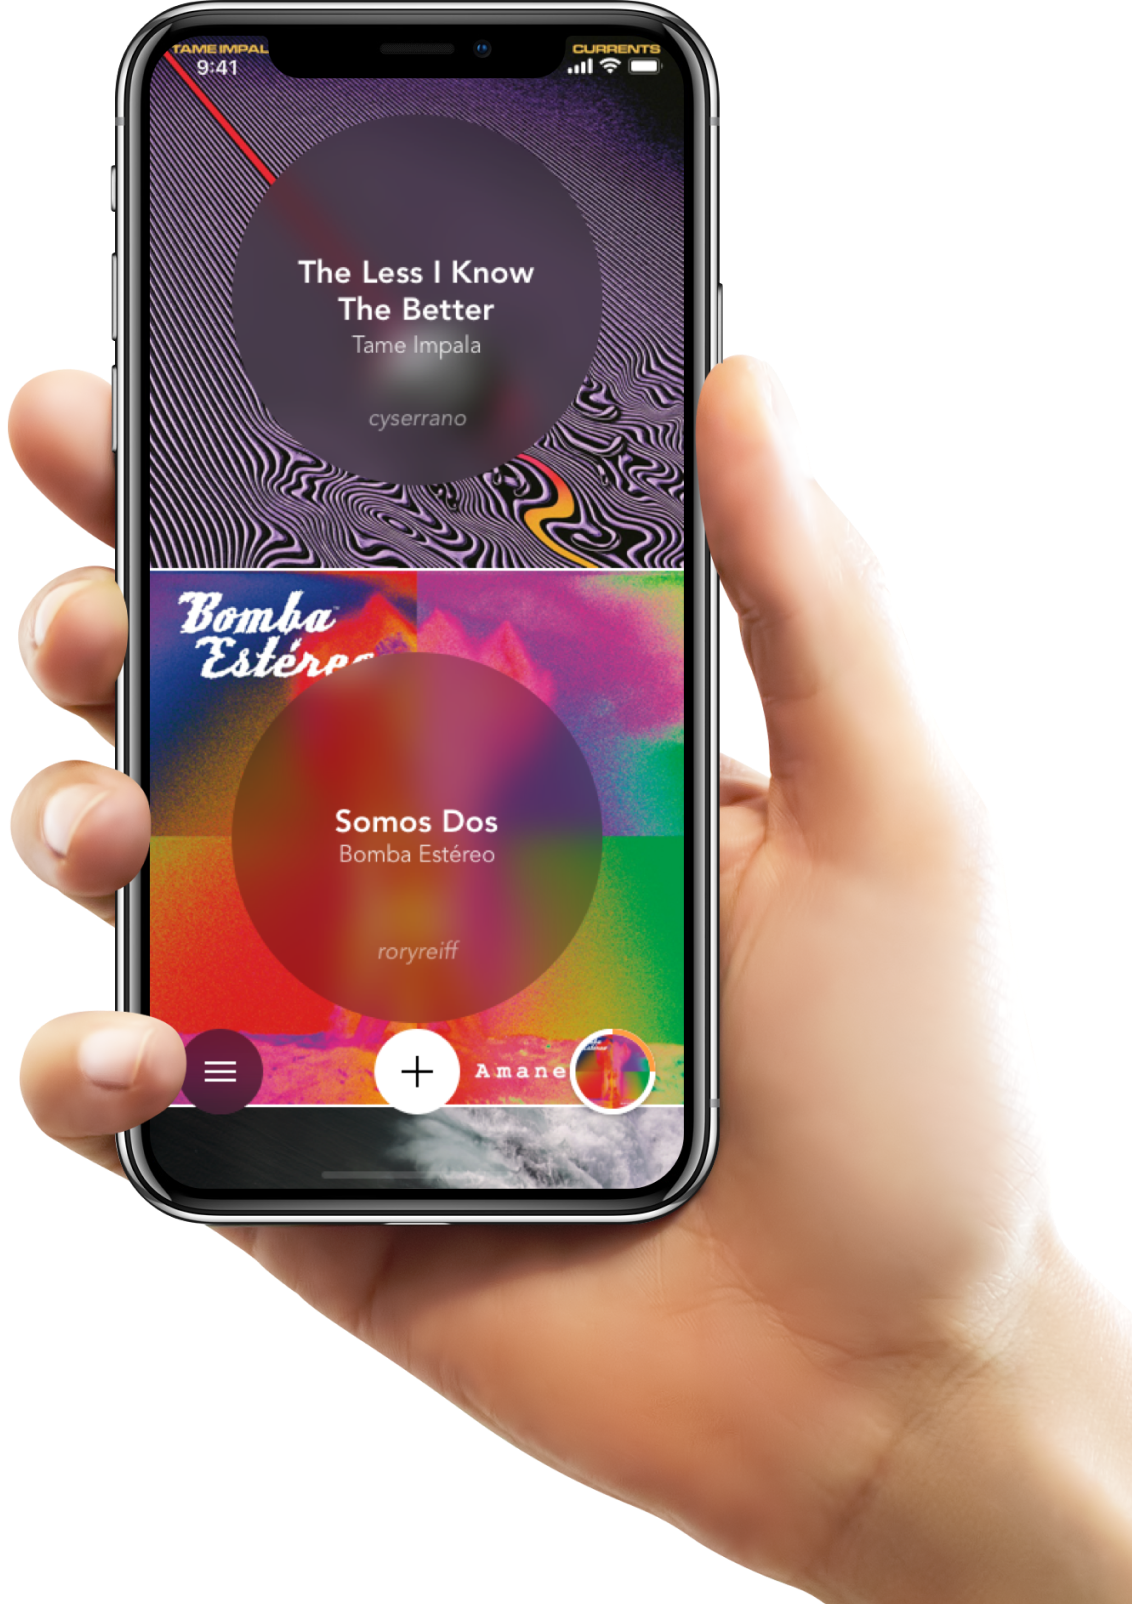 TAME IMPAL
CURRENTS
9:41
The Less I Know
The Better
Tame Impala
cyserrano
Bomba
Estéreo
Somos Dos
Bomba Estéreo
roryreiff
Amane